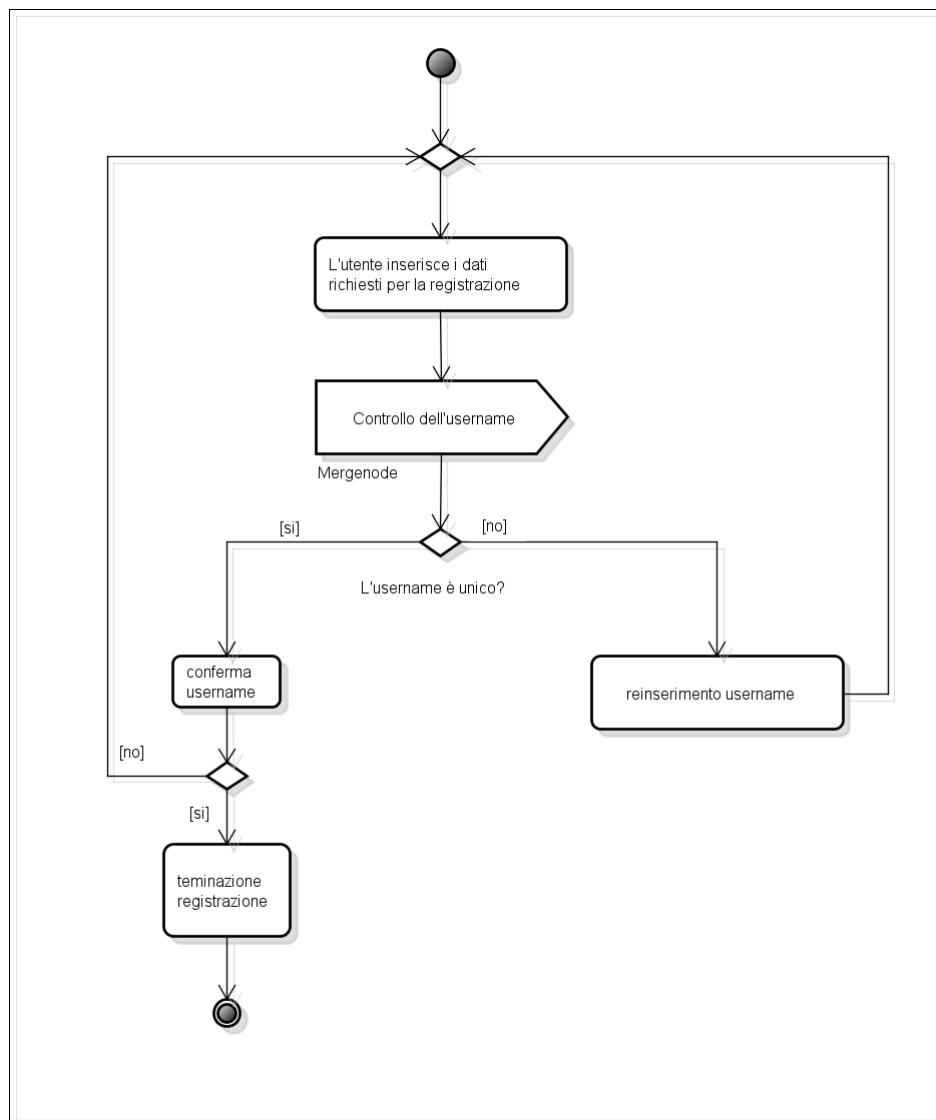 L'utente inserisce i dati
richiesti per la registrazione
Controllo dell'username
Mergenode
[si]
[no]
L'username è unico?
conferma
username
reinserimento username
[no]
[si]
teminazione
registrazione